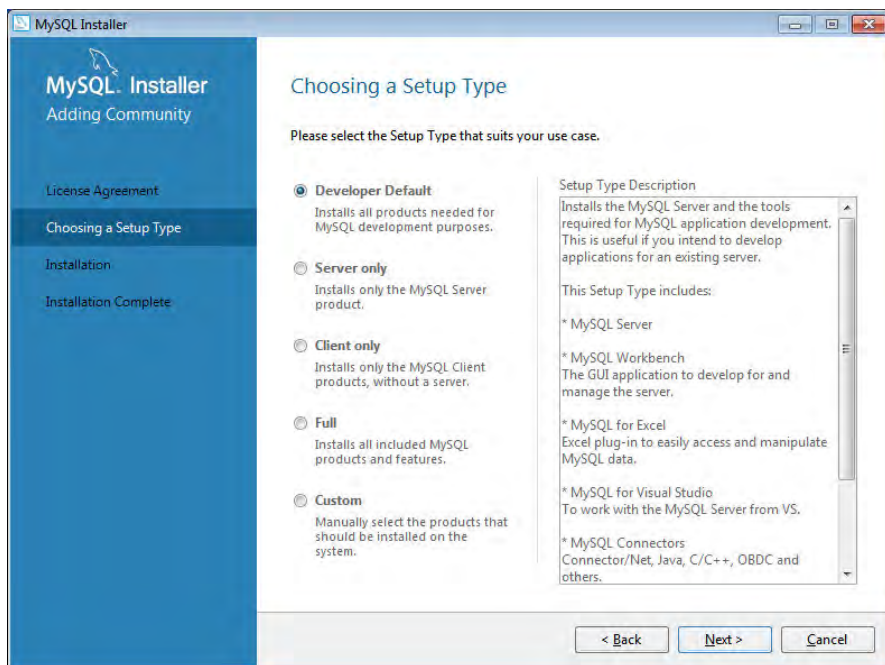 MySQL Installer
MySQL. Installer
Adding Community
License Agreement
Choosing a Setup Type
Installation
Installation Complete
Choosing a Setup Type
Please select the Setup Type that suits your use case.
Developer Default
Installs all products needed for
MySQL development purposes.
Server only
Installs only the MySQL Server
product.
Client only
Installs only the MySQL Client
products, without a server.
Full
Installs all included MySQL
products and features.
Custom
Manually select the products that
should be installed on the
system.
Setup Type Description
Installs the MySQL Server and the tools
required for MySQL application development.
This is useful if you intend to develop
applications for an existing server.
This Setup Type includes:
* MySQL Server
* MySQL Workbench
The GUI application to develop for and
manage the server.
* MySQL for Excel
Excel plug-in to easily access and manipulate
MySQL data.
* MySQL for Visual Studio
To work with the MySQL Server from VS.
* MySQL Connectors
Connector/Net, Java, C/C++, OBDC and
others.
< Back
Next >
Cancel